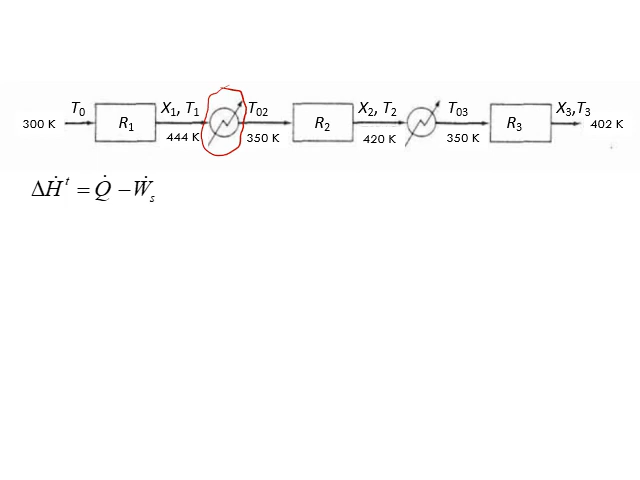 T0 X1, T1 T02 X2, T2 T03 X3,T3
300 K R1 R2 R3 402 K
444 K 350 K 420 K 350 K
ΔḢᵗ = Q̇ − Ẇs